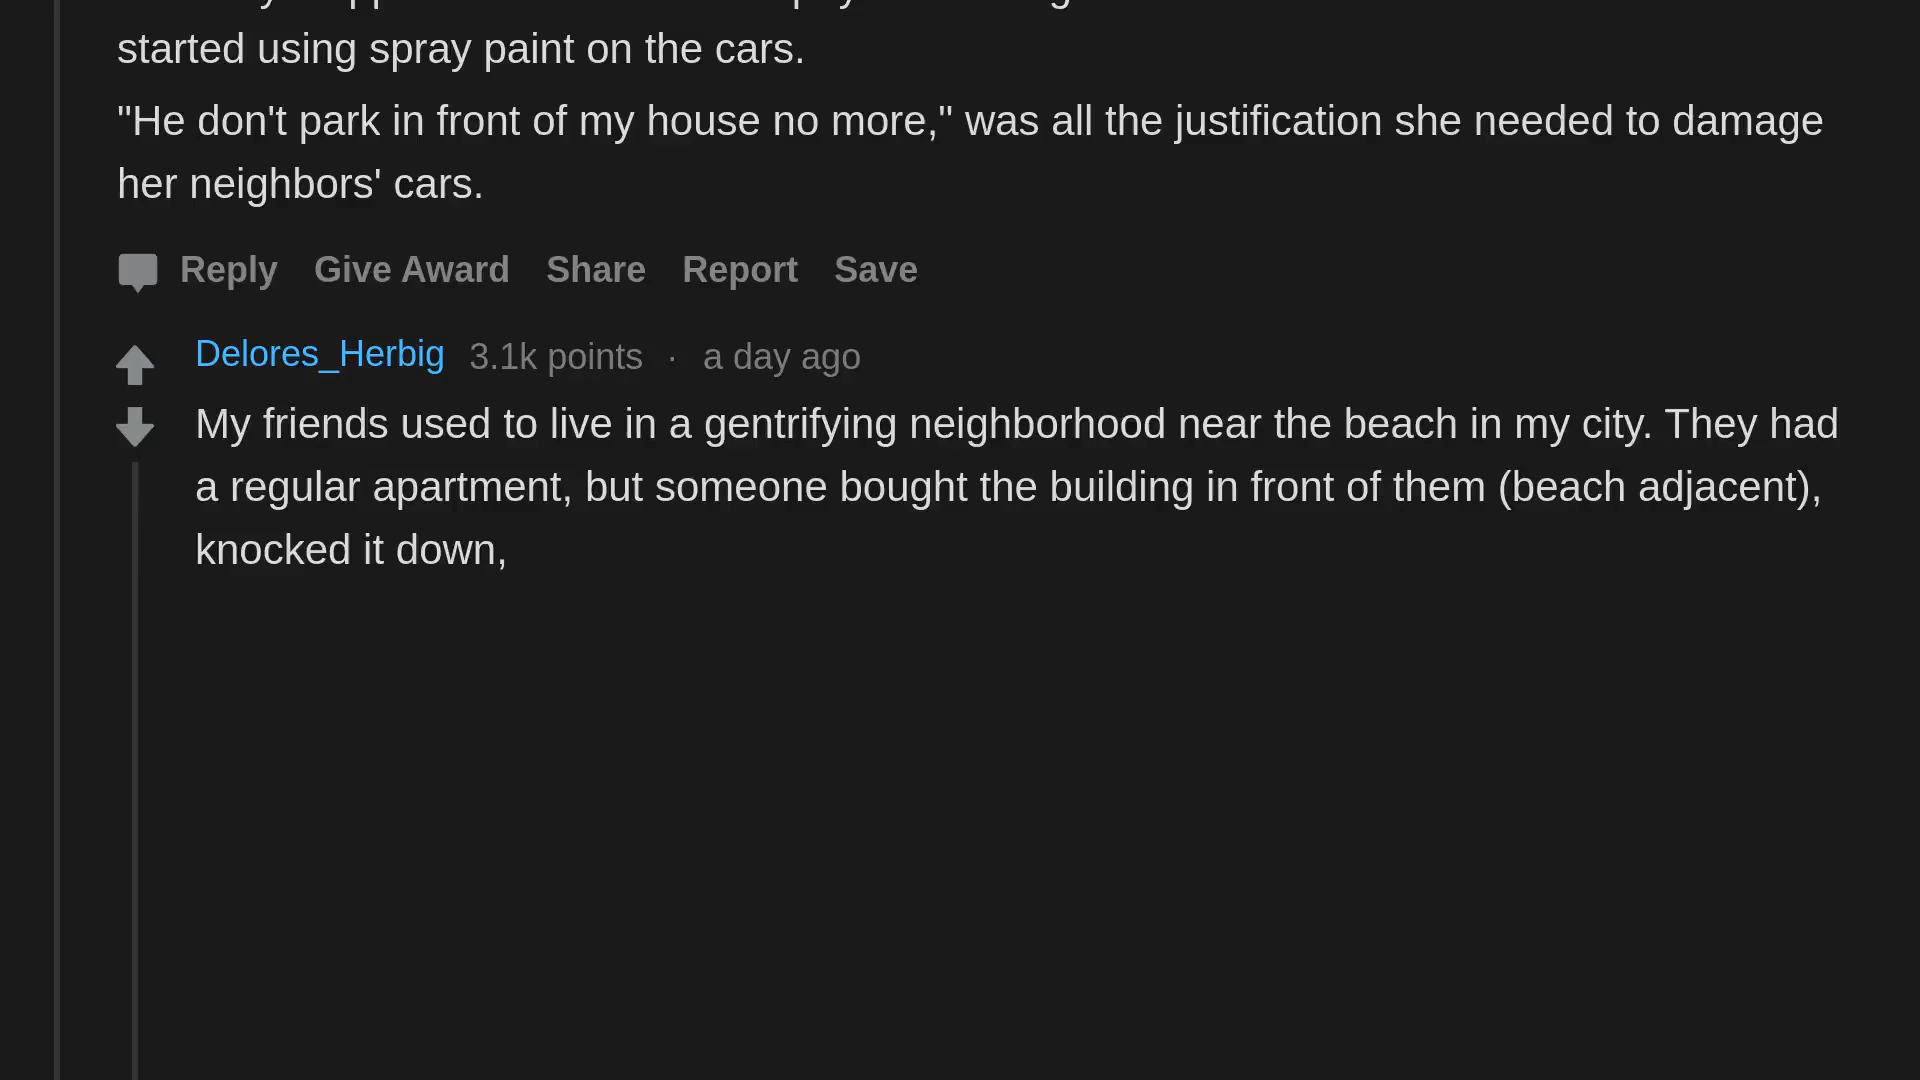 started using spray paint on the cars.
"He don't park in front of my house no more," was all the justification she needed to damage
her neighbors' cars.
Reply Give Award Share Report Save
Delores_Herbig 3.1k points · a day ago
My friends used to live in a gentrifying neighborhood near the beach in my city. They had
a regular apartment, but someone bought the building in front of them (beach adjacent),
knocked it down,